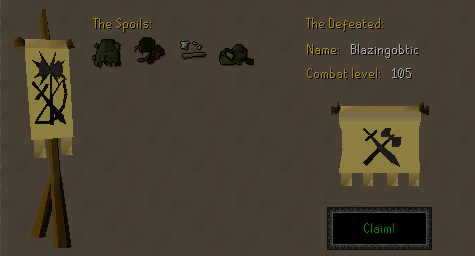 The Spoils:
The Defeated:
Name: Blazingobtic
Combat level: 105
Claim!